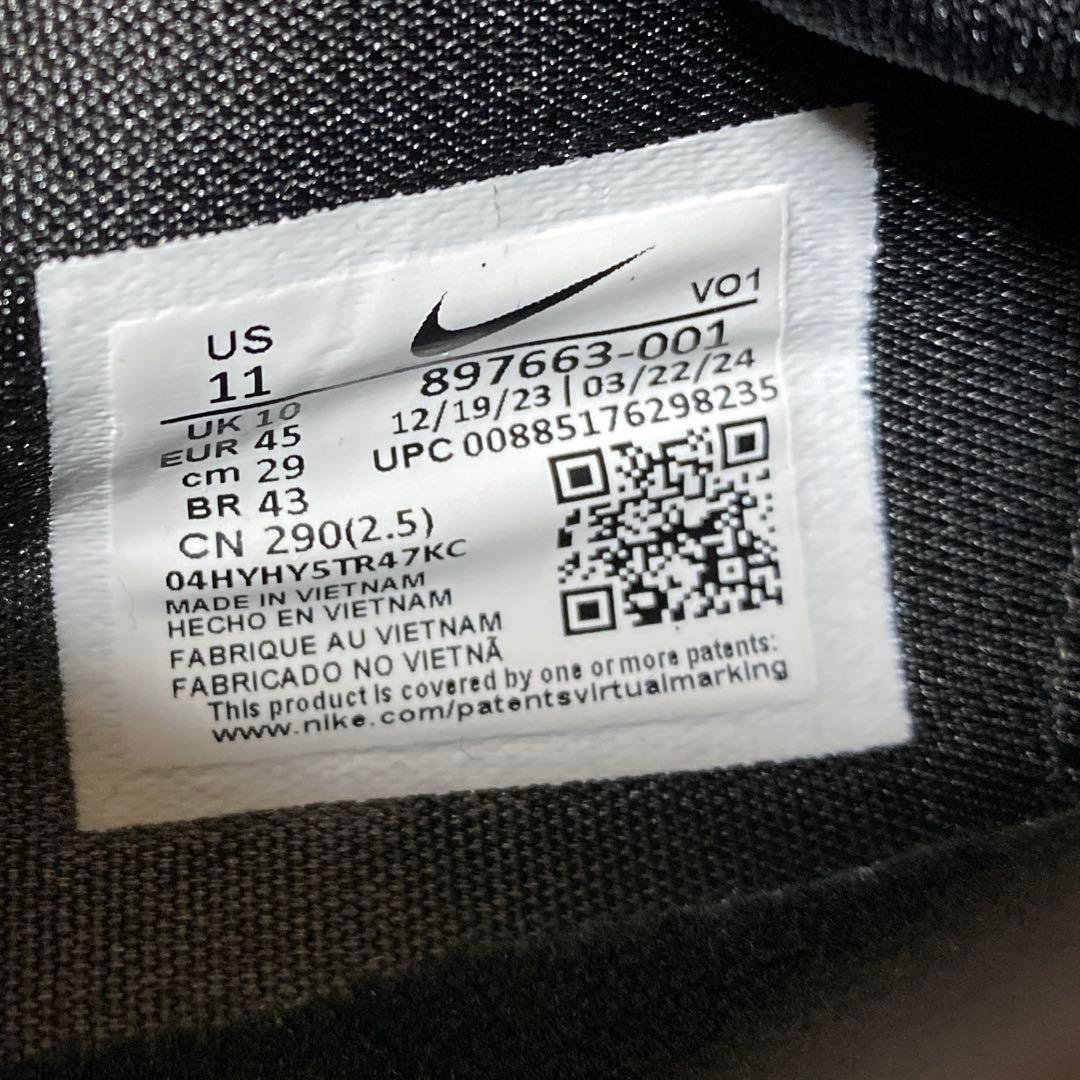 US
11
UK 10
EUR 45
cm 29
BR 43
CN 290(2.5)
04HYHY5TR47KC
MADE IN VIETNAM
HECHO EN VIETNAM
FABRIQUE AU VIETNAM
FABRICADO NO VIETNÃ
VO1
897663-001
12/19/23 | 03/22/24
UPC 00885176298235
This product is covered by one or more patents:
www.nike.com/patentsvirtualmarking